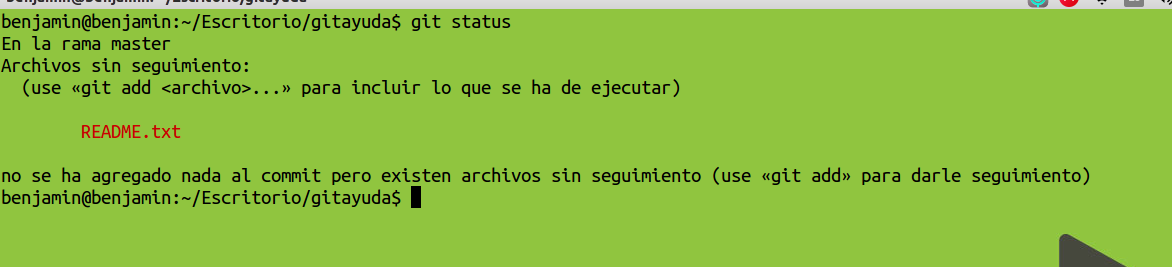 benjamin@benjamin:~/Escritorio/gitayuda$ git status
En la rama master
Archivos sin seguimiento:
  (use «git add <archivo>...» para incluir lo que se ha de ejecutar)
README.txt
no se ha agregado nada al commit pero existen archivos sin seguimiento (use «git add» para darle seguimiento)
benjamin@benjamin:~/Escritorio/gitayuda$